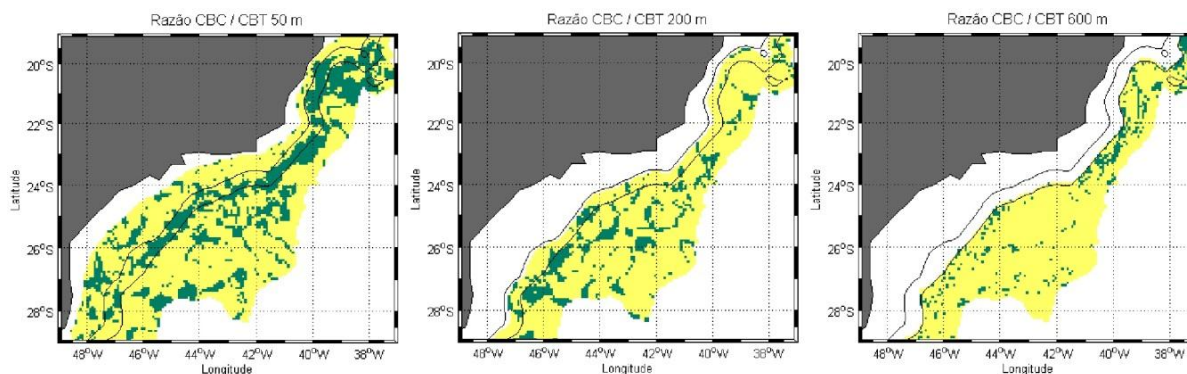 Razão CBC / CBT 50 m
20°S
22°S
24°S
26°S
28°S
Latitude
48°W 46°W 44°W 42°W 40°W 38°W
Longitude
Razão CBC / CBT 200 m
20°S
22°S
24°S
26°S
28°S
Latitude
48°W 46°W 44°W 42°W 40°W 38°W
Longitude
Razão CBC / CBT 600 m
20°S
22°S
24°S
26°S
28°S
Latitude
48°W 46°W 44°W 42°W 40°W 38°W
Longitude